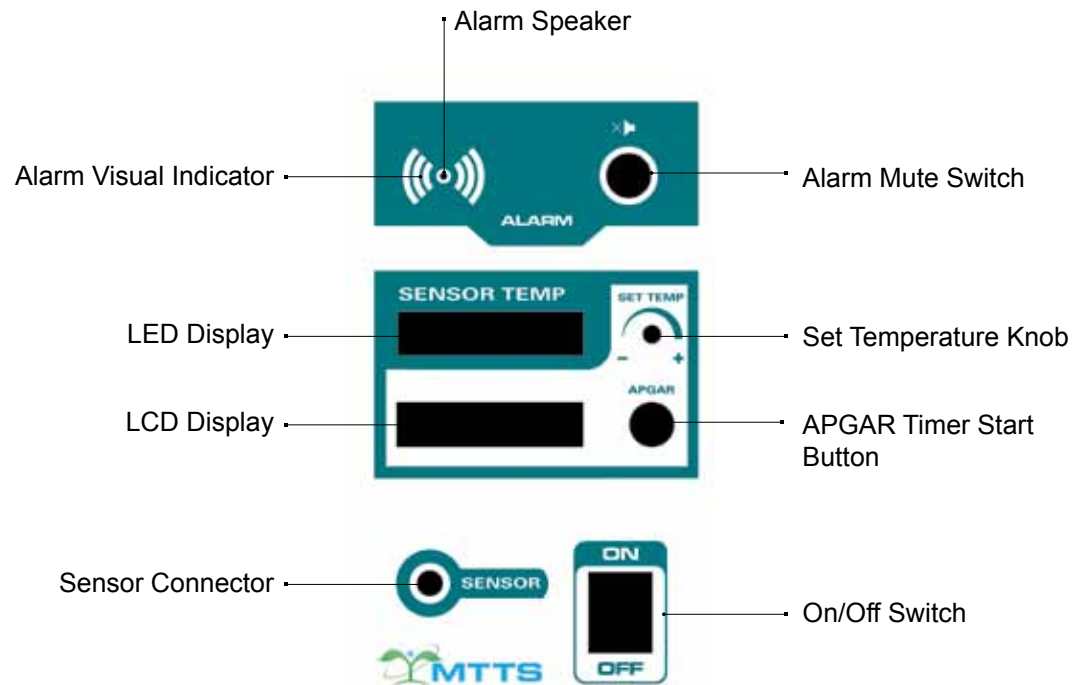 Alarm Speaker
Alarm Visual Indicator
Alarm Mute Switch
ALARM
SENSOR TEMP
SET TEMP
LED Display
Set Temperature Knob
- +
LCD Display
APGAR
APGAR Timer Start
Button
ON
Sensor Connector
SENSOR
On/Off Switch
MTTS
OFF